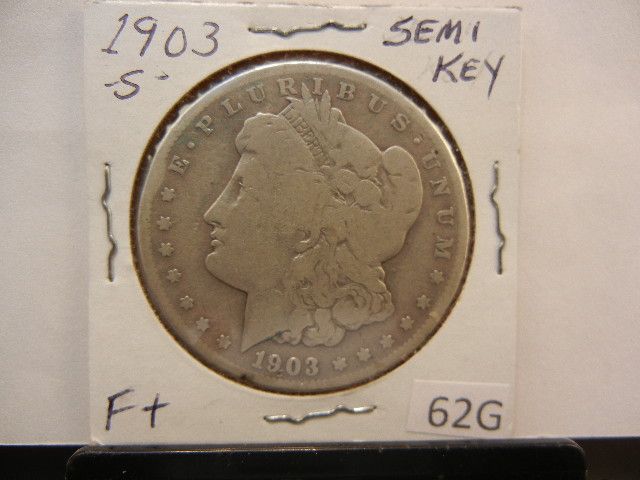 1903
-S-
SEMI
KEY
E · PLURIBUS · UNUM
LIBERTY
1903
F+
62G